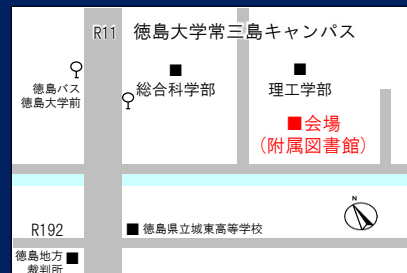 R11 徳島大学常三島キャンパス
徳島バス
徳島大学前
■
総合科学部
■
理工学部
■会場
(附属図書館)
N
R192
■ 徳島県立城東高等学校
徳島地方■
裁判所